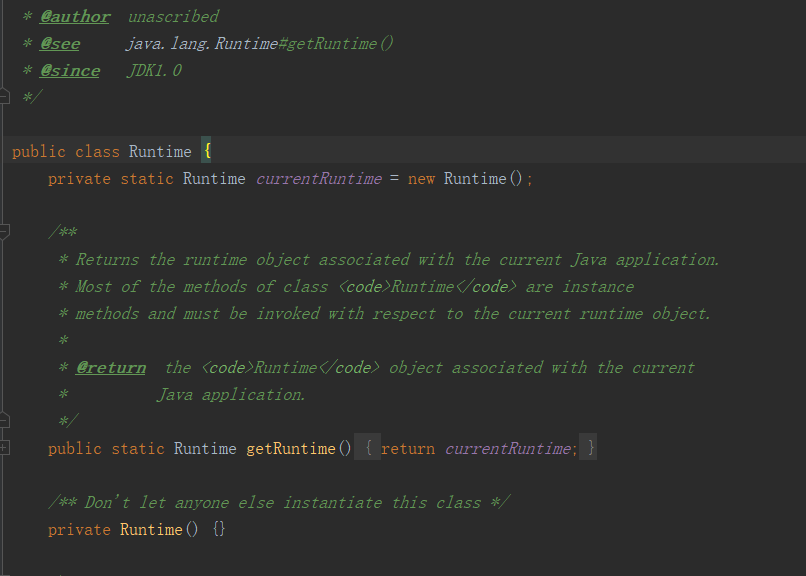 * @author unascribed
* @see java.lang.Runtime#getRuntime()
* @since JDK1.0
*/
public class Runtime {
private static Runtime currentRuntime = new Runtime();
/**
* Returns the runtime object associated with the current Java application.
* Most of the methods of class <code>Runtime</code> are instance
* methods and must be invoked with respect to the current runtime object.
*
* @return the <code>Runtime</code> object associated with the current
* Java application.
*/
public static Runtime getRuntime() { return currentRuntime; }
/** Don't let anyone else instantiate this class */
private Runtime() {}